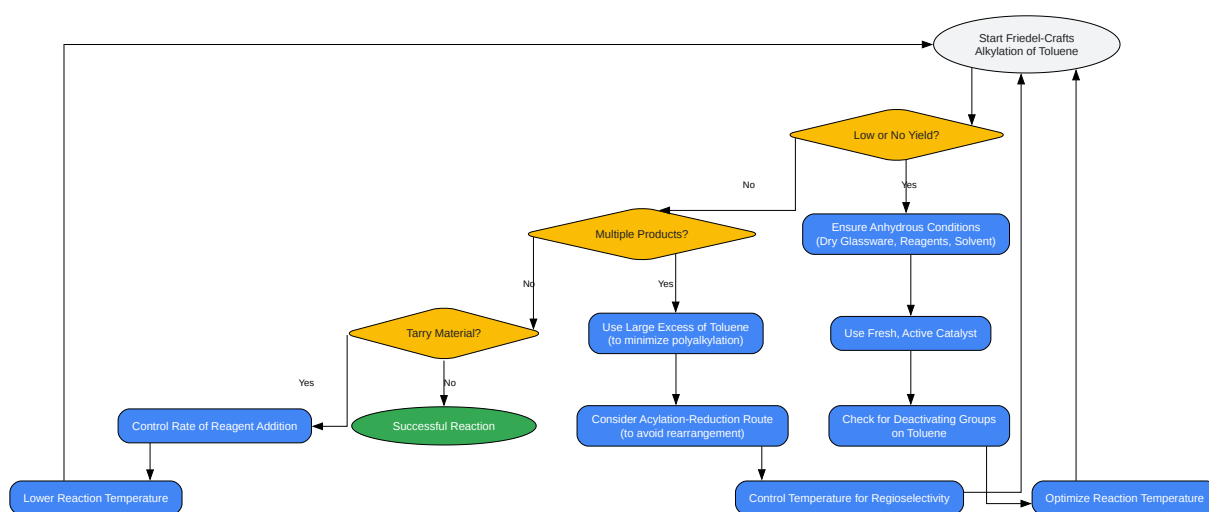 Start Friedel-Crafts
Alkylation of Toluene
Low or No Yield?
No
Yes
Multiple Products?
Ensure Anhydrous Conditions
(Dry Glassware, Reagents, Solvent)
No
Yes
Tarry Material?
Use Large Excess of Toluene
(to minimize polyalkylation)
Use Fresh, Active Catalyst
Yes
No
Control Rate of Reagent Addition
Successful Reaction
Consider Acylation-Reduction Route
(to avoid rearrangement)
Check for Deactivating Groups
on Toluene
Lower Reaction Temperature
Control Temperature for Regioselectivity
Optimize Reaction Temperature